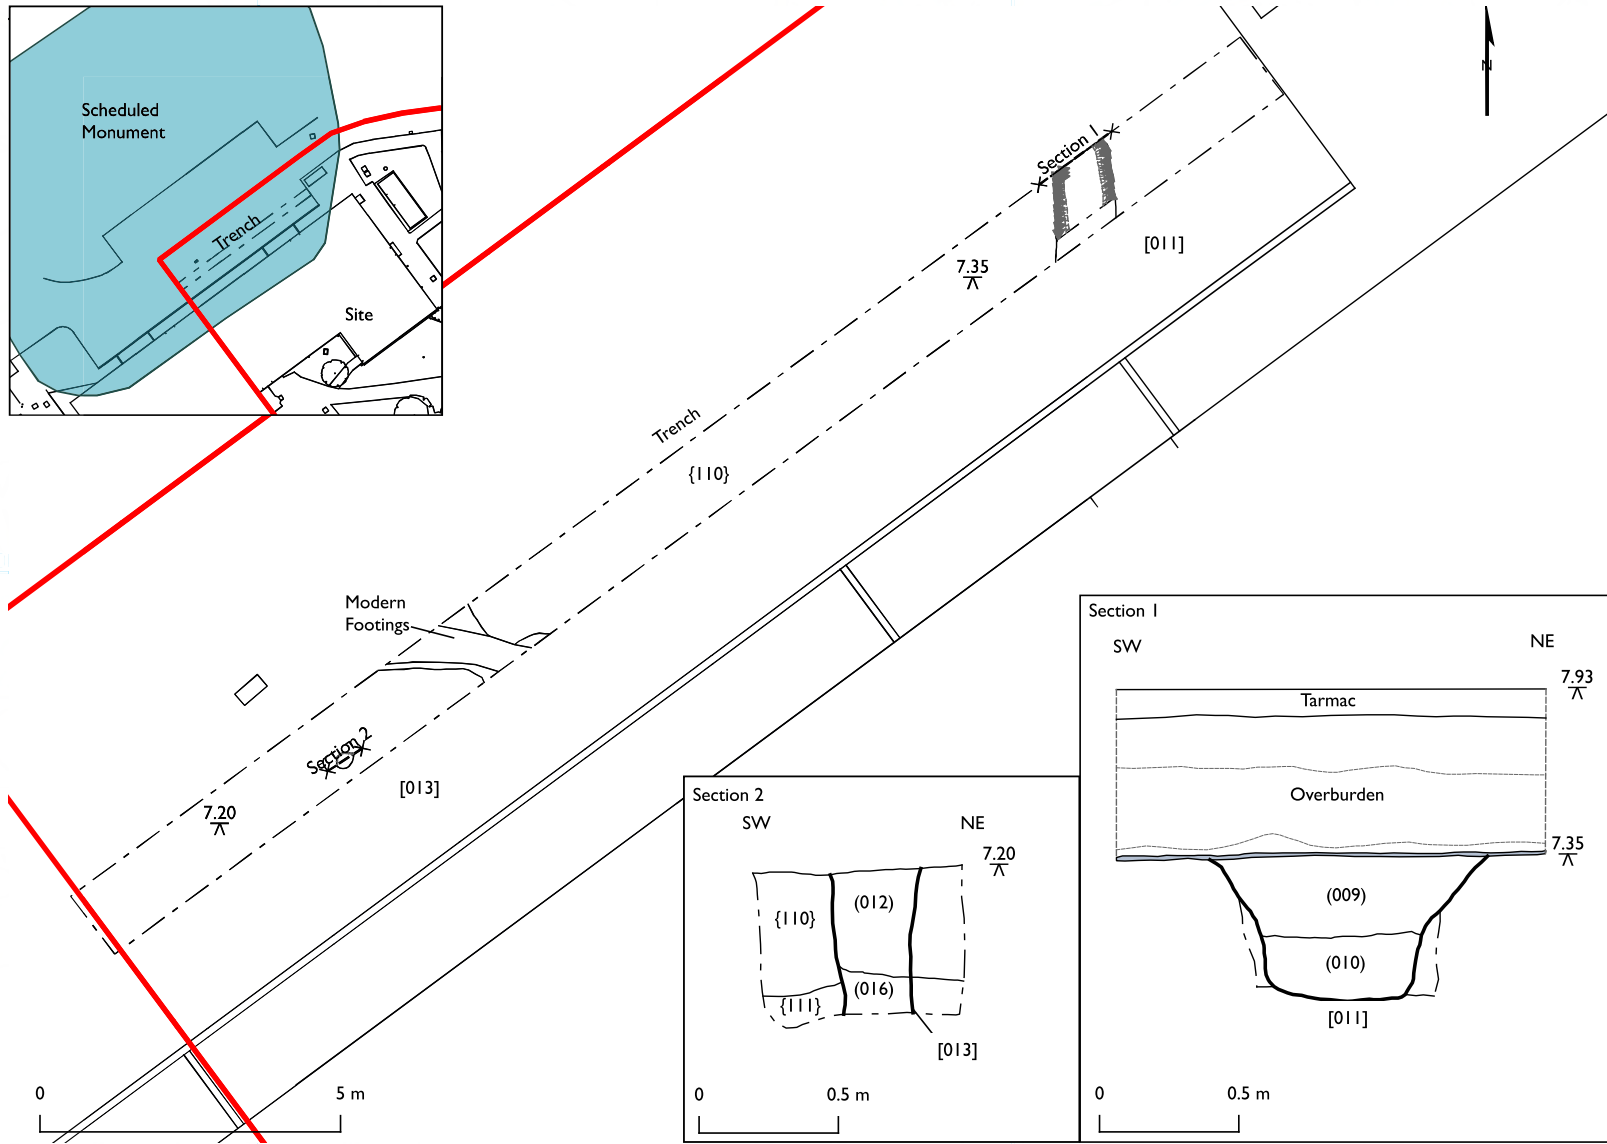 Scheduled
Monument
Trench
Site
N
Section 1
[011]
7.35
Trench
{110}
Modern
Footings
Section 2
[013]
7.20
0
5 m
Section 2
SW
NE
7.20
{110}
(012)
(016)
{111}
[013]
0
0.5 m
Section 1
SW
NE
7.93
Tarmac
Overburden
7.35
(009)
(010)
[011]
0
0.5 m